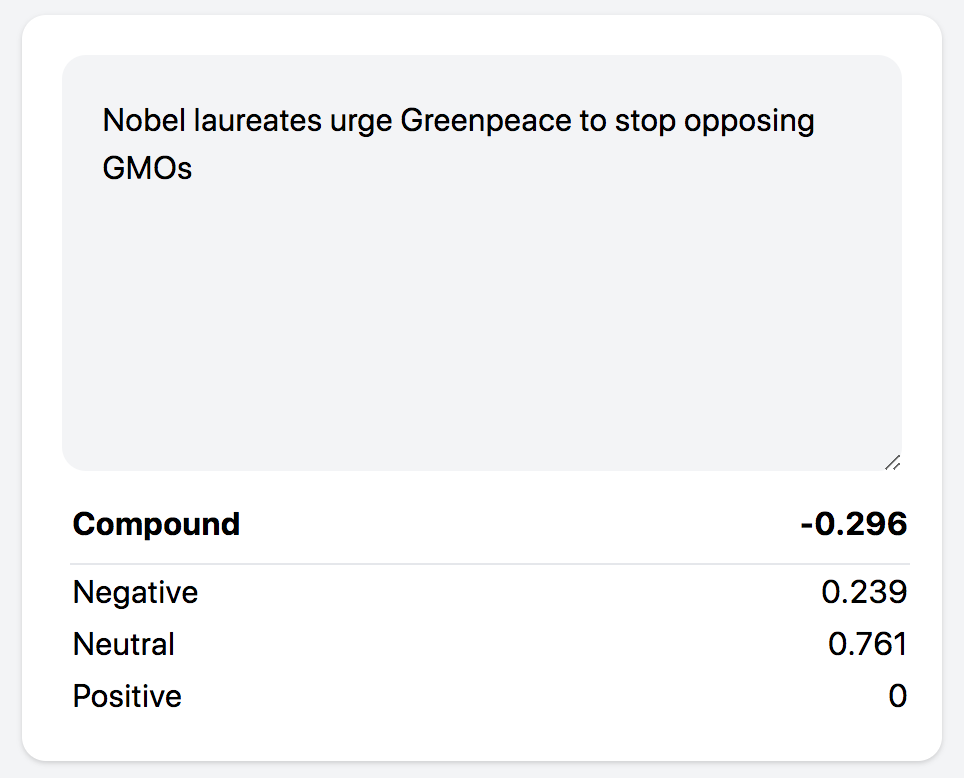 Nobel laureates urge Greenpeace to stop opposing
GMOs
Compound -0.296
Negative 0.239
Neutral 0.761
Positive 0